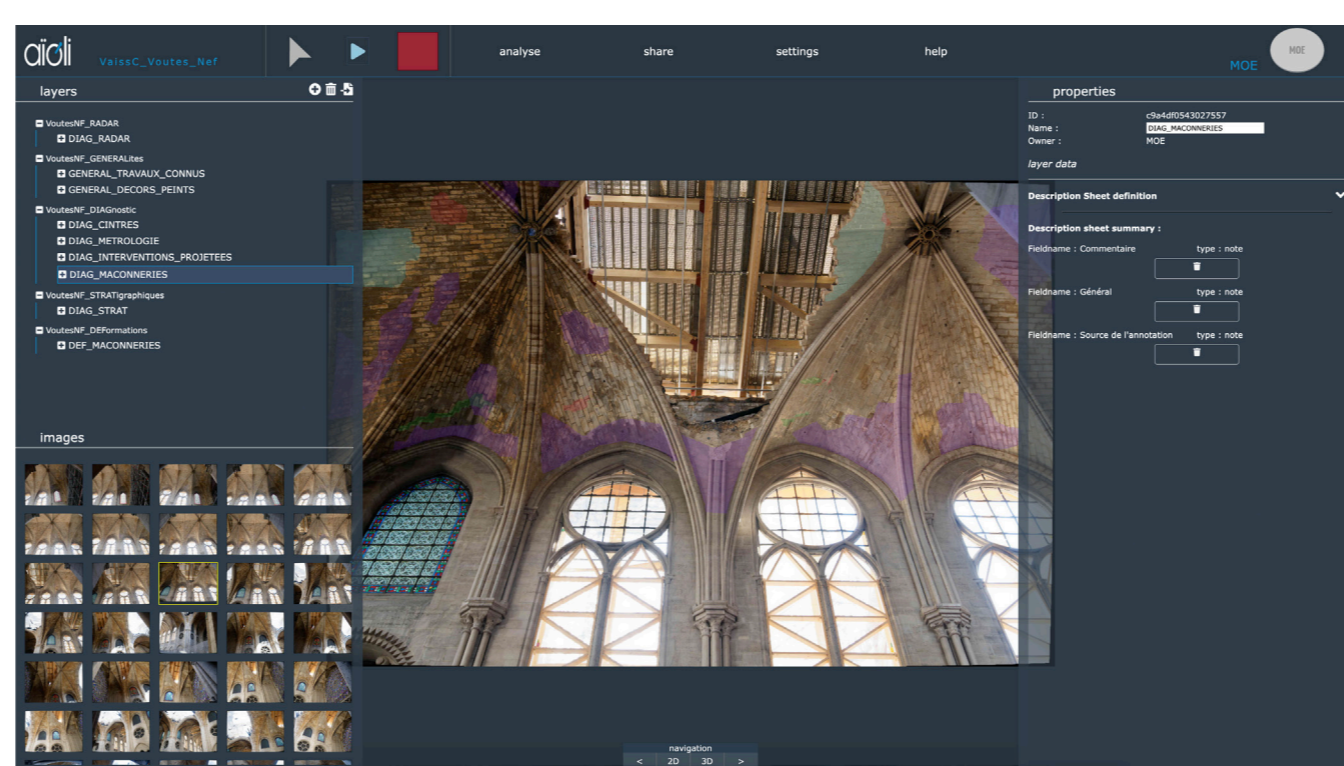 aïoli
VaissC_Voutes_Nef
analyse
share
settings
help
MOE
MOE
layers
VoutesNF_RADAR
DIAG_RADAR
VoutesNF_GENERALites
GENERAL_TRAVAUX_CONNUS
GENERAL_DECORS_PEINTS
VoutesNF_DIAGnostic
DIAG_CINTRES
DIAG_METROLOGIE
DIAG_INTERVENTIONS_PROJETEES
DIAG_MACONNERIES
VoutesNF_STRATigraphiques
DIAG_STRAT
VoutesNF_DEFormations
DEF_MACONNERIES
images
navigation
< 2D 3D >
properties
ID : c9a4df0543027557
Name : DIAG_MACONNERIES
Owner : MOE
layer data
Description Sheet definition
Description sheet summary :
Fieldname : Commentaire type : note
Fieldname : Général type : note
Fieldname : Source de l'annotation type : note